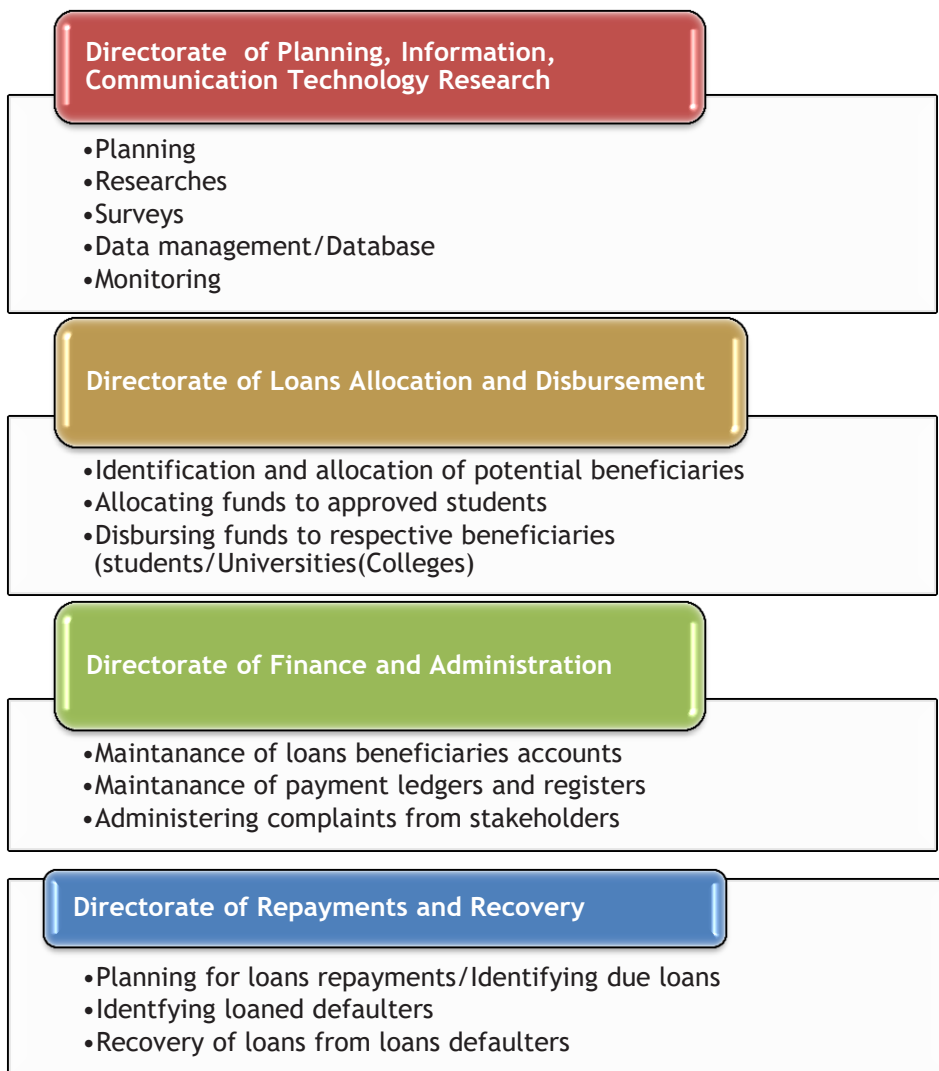 Directorate of Planning, Information,
Communication Technology Research
•Planning
•Researches
•Surveys
•Data management/Database
•Monitoring
Directorate of Loans Allocation and Disbursement
•Identification and allocation of potential beneficiaries
•Allocating funds to approved students
•Disbursing funds to respective beneficiaries
(students/Universities(Colleges)
Directorate of Finance and Administration
•Maintanance of loans beneficiaries accounts
•Maintanance of payment ledgers and registers
•Administering complaints from stakeholders
Directorate of Repayments and Recovery
•Planning for loans repayments/Identifying due loans
•Identfying loaned defaulters
•Recovery of loans from loans defaulters